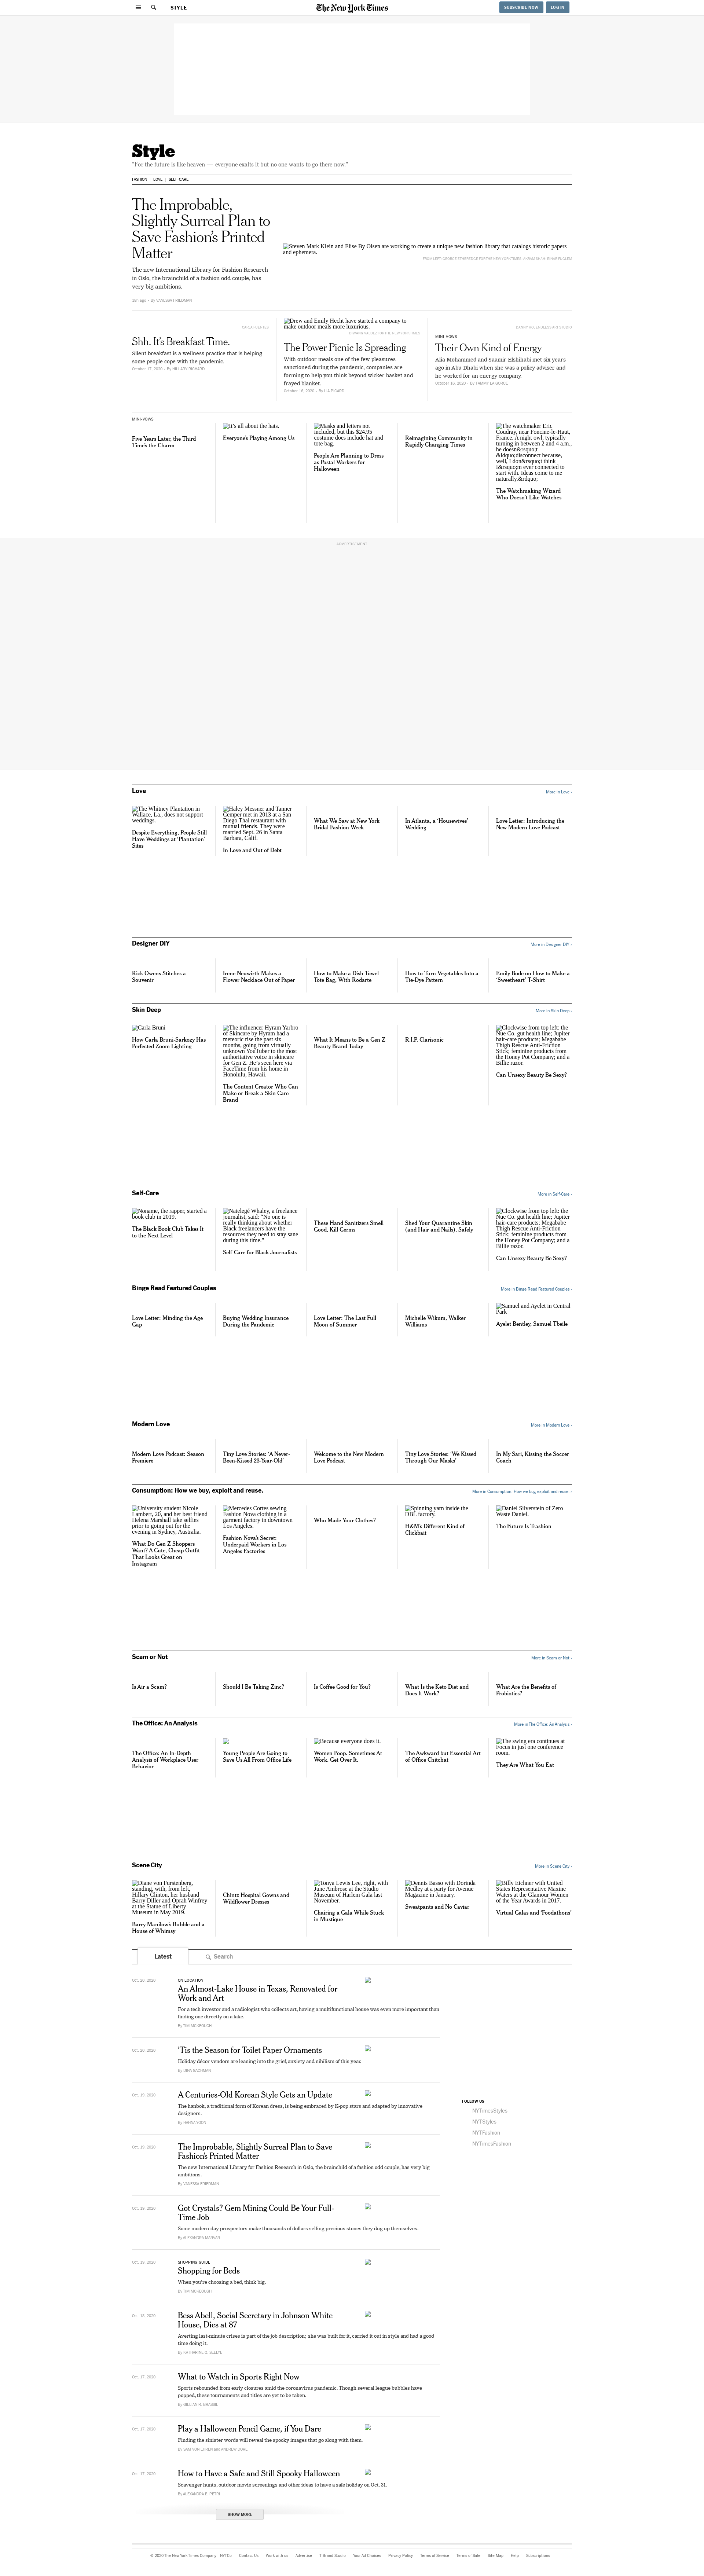 STYLE
The New York Times
SUBSCRIBE NOW
LOG IN
Style
"For the future is like heaven — everyone exalts it but no one wants to go there now."
FASHION
LOVE
SELF-CARE
The Improbable,
Slightly Surreal Plan to
Save Fashion's Printed
Matter
The new International Library for Fashion Research
in Oslo, the brainchild of a fashion odd couple, has
very big ambitions.
By VANESSA FRIEDMAN
Steven Mark Klein and Elise By Olsen are working to create a unique new fashion library that catalogs historic papers
and ephemera.
Shh. It's Breakfast Time.
Silent breakfast is a wellness practice that is helping
some people cope with the pandemic.
October 17, 2020 - By HILLARY RICHARD
Drew and Emily Hecht have started a company to
make outdoor meals more luxurious.
The Power Picnic Is Spreading
With outdoor meals one of the few pleasures
sanctioned during the pandemic, companies are
forming to help you think beyond wicker basket and
frayed blanket.
October 16, 2020 - By LIA PICARD
MINI-VOWS
Their Own Kind of Energy
Alia Mohamed and Saamir Elshihabi met six years
ago in Abu Dhabi when she was a policy adviser and
he worked for an energy company.
October 16, 2020 - By TAMMY LA GORCE
MINI-VOWS
Five Years Later, the Third
Time's the Charm
It's all about the hats.
Everyone's Playing Among Us
Masks and letters not
included, but this $24.95
costume does include hat and
tote bag.
People Are Planning to Dress
as Postal Workers for
Halloween
Reimagining Community in
Rapidly Changing Times
The watchmaker Eric
Coudray, near Foncine-le-Haut,
France. A night owl, typically
turning in between 2 and 4 a.m.,
he doesn&rsquo;t
&ldquo;disconnect because,
well, I don&rsquo;t think
I&rsquo;m ever connected to
start with. Ideas come to me
naturally.&rdquo;
The Watchmaking Wizard
Who Doesn't Like Watches
ADVERTISEMENT
Love
More in Love ›
The Whitney Plantation in
Wallace, La., does not support
weddings.
Despite Everything, People Still
Have Weddings at 'Plantation'
Sites
Haley Messner and Tanner
Cemper met in 2013 at a San
Diego Thai restaurant with
mutual friends. They were
married Sept. 26 in Santa
Barbara, Calif.
In Love and Out of Debt
What We Saw at New York
Bridal Fashion Week
In Atlanta, a 'Housewives'
Wedding
Love Letter: Introducing the
New Modern Love Podcast
Designer DIY
More in Designer DIY ›
Rick Owens Stitches a
Souvenir
Irene Neuwirth Makes a
Flower Necklace Out of Paper
How to Make a Dish Towel
Tote Bag, With Rodarte
How to Turn Vegetables Into a
Tie-Dye Pattern
Emily Bode on How to Make a
'Sweetheart' T-Shirt
Skin Deep
More in Skin Deep ›
Carla Bruni
How Carla Bruni-Sarkozy Has
Perfected Zoom Lighting
The influencer Hyram Yarbro
of Skincare by Hyram had a
meteoric rise the past six
months, going from virtually
unknown YouTuber to the most
authoritative voice in skincare
for Gen Z. He's seen here via
FaceTime from his home in
Honolulu, Hawaii.
The Content Creator Who Can
Make or Break a Skin Care
Brand
What It Means to Be a Gen Z
Beauty Brand Today
R.I.P. Clarisonic
Clockwise from top left: the
Nue Co. gut health line; Jupiter
hair-care products; Megababe
Thigh Rescue Anti-Friction
Stick; feminine products from
the Honey Pot Company; and a
Billie razor.
Can Unsexy Beauty Be Sexy?
Self-Care
More in Self-Care ›
Noname, the rapper, started a
book club in 2019.
The Black Book Club Takes It
to the Next Level
Natelegé Whaley, a freelance
journalist, said: "No one is
really thinking about whether
Black freelancers have the
resources they need to stay sane
during this time."
Self-Care for Black Journalists
These Hand Sanitizers Smell
Good, Kill Germs
Shed Your Quarantine Skin
(and Hair and Nails), Safely
Clockwise from top left: the
Nue Co. gut health line; Jupiter
hair-care products; Megababe
Thigh Rescue Anti-Friction
Stick; feminine products from
the Honey Pot Company; and a
Billie razor.
Can Unsexy Beauty Be Sexy?
Binge Read Featured Couples
More in Binge Read Featured Couples ›
Love Letter: Minding the Age
Gap
Buying Wedding Insurance
During the Pandemic
Love Letter: The Last Full
Moon of Summer
Michelle Wikum, Walker
Williams
Samuel and Ayelet in Central
Park
Ayelet Bentley, Samuel Tbeile
Modern Love
More in Modern Love ›
Modern Love Podcast: Season
Premiere
Tiny Love Stories: 'A Never-
Been-Kissed 23-Year-Old'
Welcome to the New Modern
Love Podcast
Tiny Love Stories: 'We Kissed
Through Our Masks'
In My Sari, Kissing the Soccer
Coach
Consumption: How we buy, exploit and reuse.
More in Consumption: How we buy, exploit and reuse. ›
University student Nicole
Lambert, 20, and her best friend
Helena Marshall take selfies
prior to going out for the
evening in Sydney, Australia.
What Do Gen Z Shoppers
Want? A Cute, Cheap Outfit
That Looks Great on
Instagram
Mercedes Cortes sewing
Fashion Nova clothing in a
garment factory in downtown
Los Angeles.
Fashion Nova's Secret:
Underpaid Workers in Los
Angeles Factories
Who Made Your Clothes?
Spinning yarn inside the
DBL factory.
H&M's Different Kind of
Clickbait
Daniel Silverstein of Zero
Waste Daniel.
The Future Is Trashion
Scam or Not
More in Scam or Not ›
Is Air a Scam?
Should I Be Taking Zinc?
Is Coffee Good for You?
What Is the Keto Diet and
Does It Work?
What Are the Benefits of
Probiotics?
The Office: An Analysis
More in The Office: An Analysis ›
The Office: An In-Depth
Analysis of Workplace User
Behavior
Young People Are Going to
Save Us All From Office Life
Because everyone does it.
Women Poop. Sometimes At
Work. Get Over It.
The Awkward but Essential Art
of Office Chitchat
The swing era continues at
Focus in just one conference
room.
They Are What You Eat
Scene City
More in Scene City ›
Diane von Furstenberg,
standing, with, from left,
Hillary Clinton, her husband
Barry Diller and Oprah Winfrey
at the Statue of Liberty
Museum in May 2019.
Barry Manilow's Bubble and a
House of Whimsy
Chintz Hospital Gowns and
Wildflower Dresses
Tonya Lewis Lee, right, with
June Ambrose at the Studio
Museum of Harlem Gala last
November.
Chairing a Gala While Stuck
in Mustique
Dennis Basso with Dorinda
Medley at a party for Avenue
Magazine in January.
Sweatpants and No Caviar
Billy Eichner with United
States Representative Maxine
Waters at the Glamour Women
of the Year Awards in 2017.
Virtual Galas and 'Foodathons'
Latest
Search
Oct. 20, 2020
ON LOCATION
An Almost-Lake House in Texas, Renovated for
Work and Art
For a tech investor and a radiologist who collects art, having a multifunctional house was even more important than
finding one directly on a lake.
By TIM MCKEOUGH
Oct. 20, 2020
'Tis the Season for Toilet Paper Ornaments
Holiday décor vendors are leaning into the grief, anxiety and nihilism of this year.
By GINA GACHMAN
A Centuries-Old Korean Style Gets an Update
The hanbok, a traditional form of Korean dress, is being embraced by K-pop stars and adapted by innovative
designers.
By HAHNA YOON
The Improbable, Slightly Surreal Plan to Save
Fashion's Printed Matter
The new International Library for Fashion Research in Oslo, the brainchild of a fashion odd couple, has very big
ambitions.
By VANESSA FRIEDMAN
Got Crystals? Gem Mining Could Be Your Full-
Time Job
Some modern-day prospectors make thousands of dollars selling precious stones they dug up themselves.
By ALEXANDRA MARVAR
SHOPPING GUIDE
Shopping for Beds
When you're choosing a bed, think big.
By TIM MCKEOUGH
Bess Abell, Social Secretary in Johnson White
House, Dies at 87
Averting last-minute crises is part of the job description; she was built for it, carried it out in style and had a good
time doing it.
By KATHARINE Q. SEELYE
Oct. 17, 2020
What to Watch in Sports Right Now
Sports rebounded from early closures amid the coronavirus pandemic. Though several league bubbles have
popped, these tournaments and titles are yet to be taken.
By GILLIAN R. BRASSIL
Oct. 17, 2020
Play a Halloween Pencil Game, if You Dare
Finding the sinister words will reveal the spooky images that go along with them.
By SAM VON EHREN and ANDREW SORE
Oct. 17, 2020
How to Have a Safe and Still Spooky Halloween
Scavenger hunts, outdoor movie screenings and other ideas to have a safe holiday on Oct. 31.
By ALEXANDRA E. PETRI
SHOW MORE
FOLLOW US
NYTimesStyles
NYTStyles
NYTFashion
NYTimesFashion
© 2020 The New York Times Company
NYTCo
Contact Us
Work with us
Advertise
T Brand Studio
Your Ad Choices
Privacy Policy
Terms of Service
Terms of Sale
Site Map
Help
Subscriptions